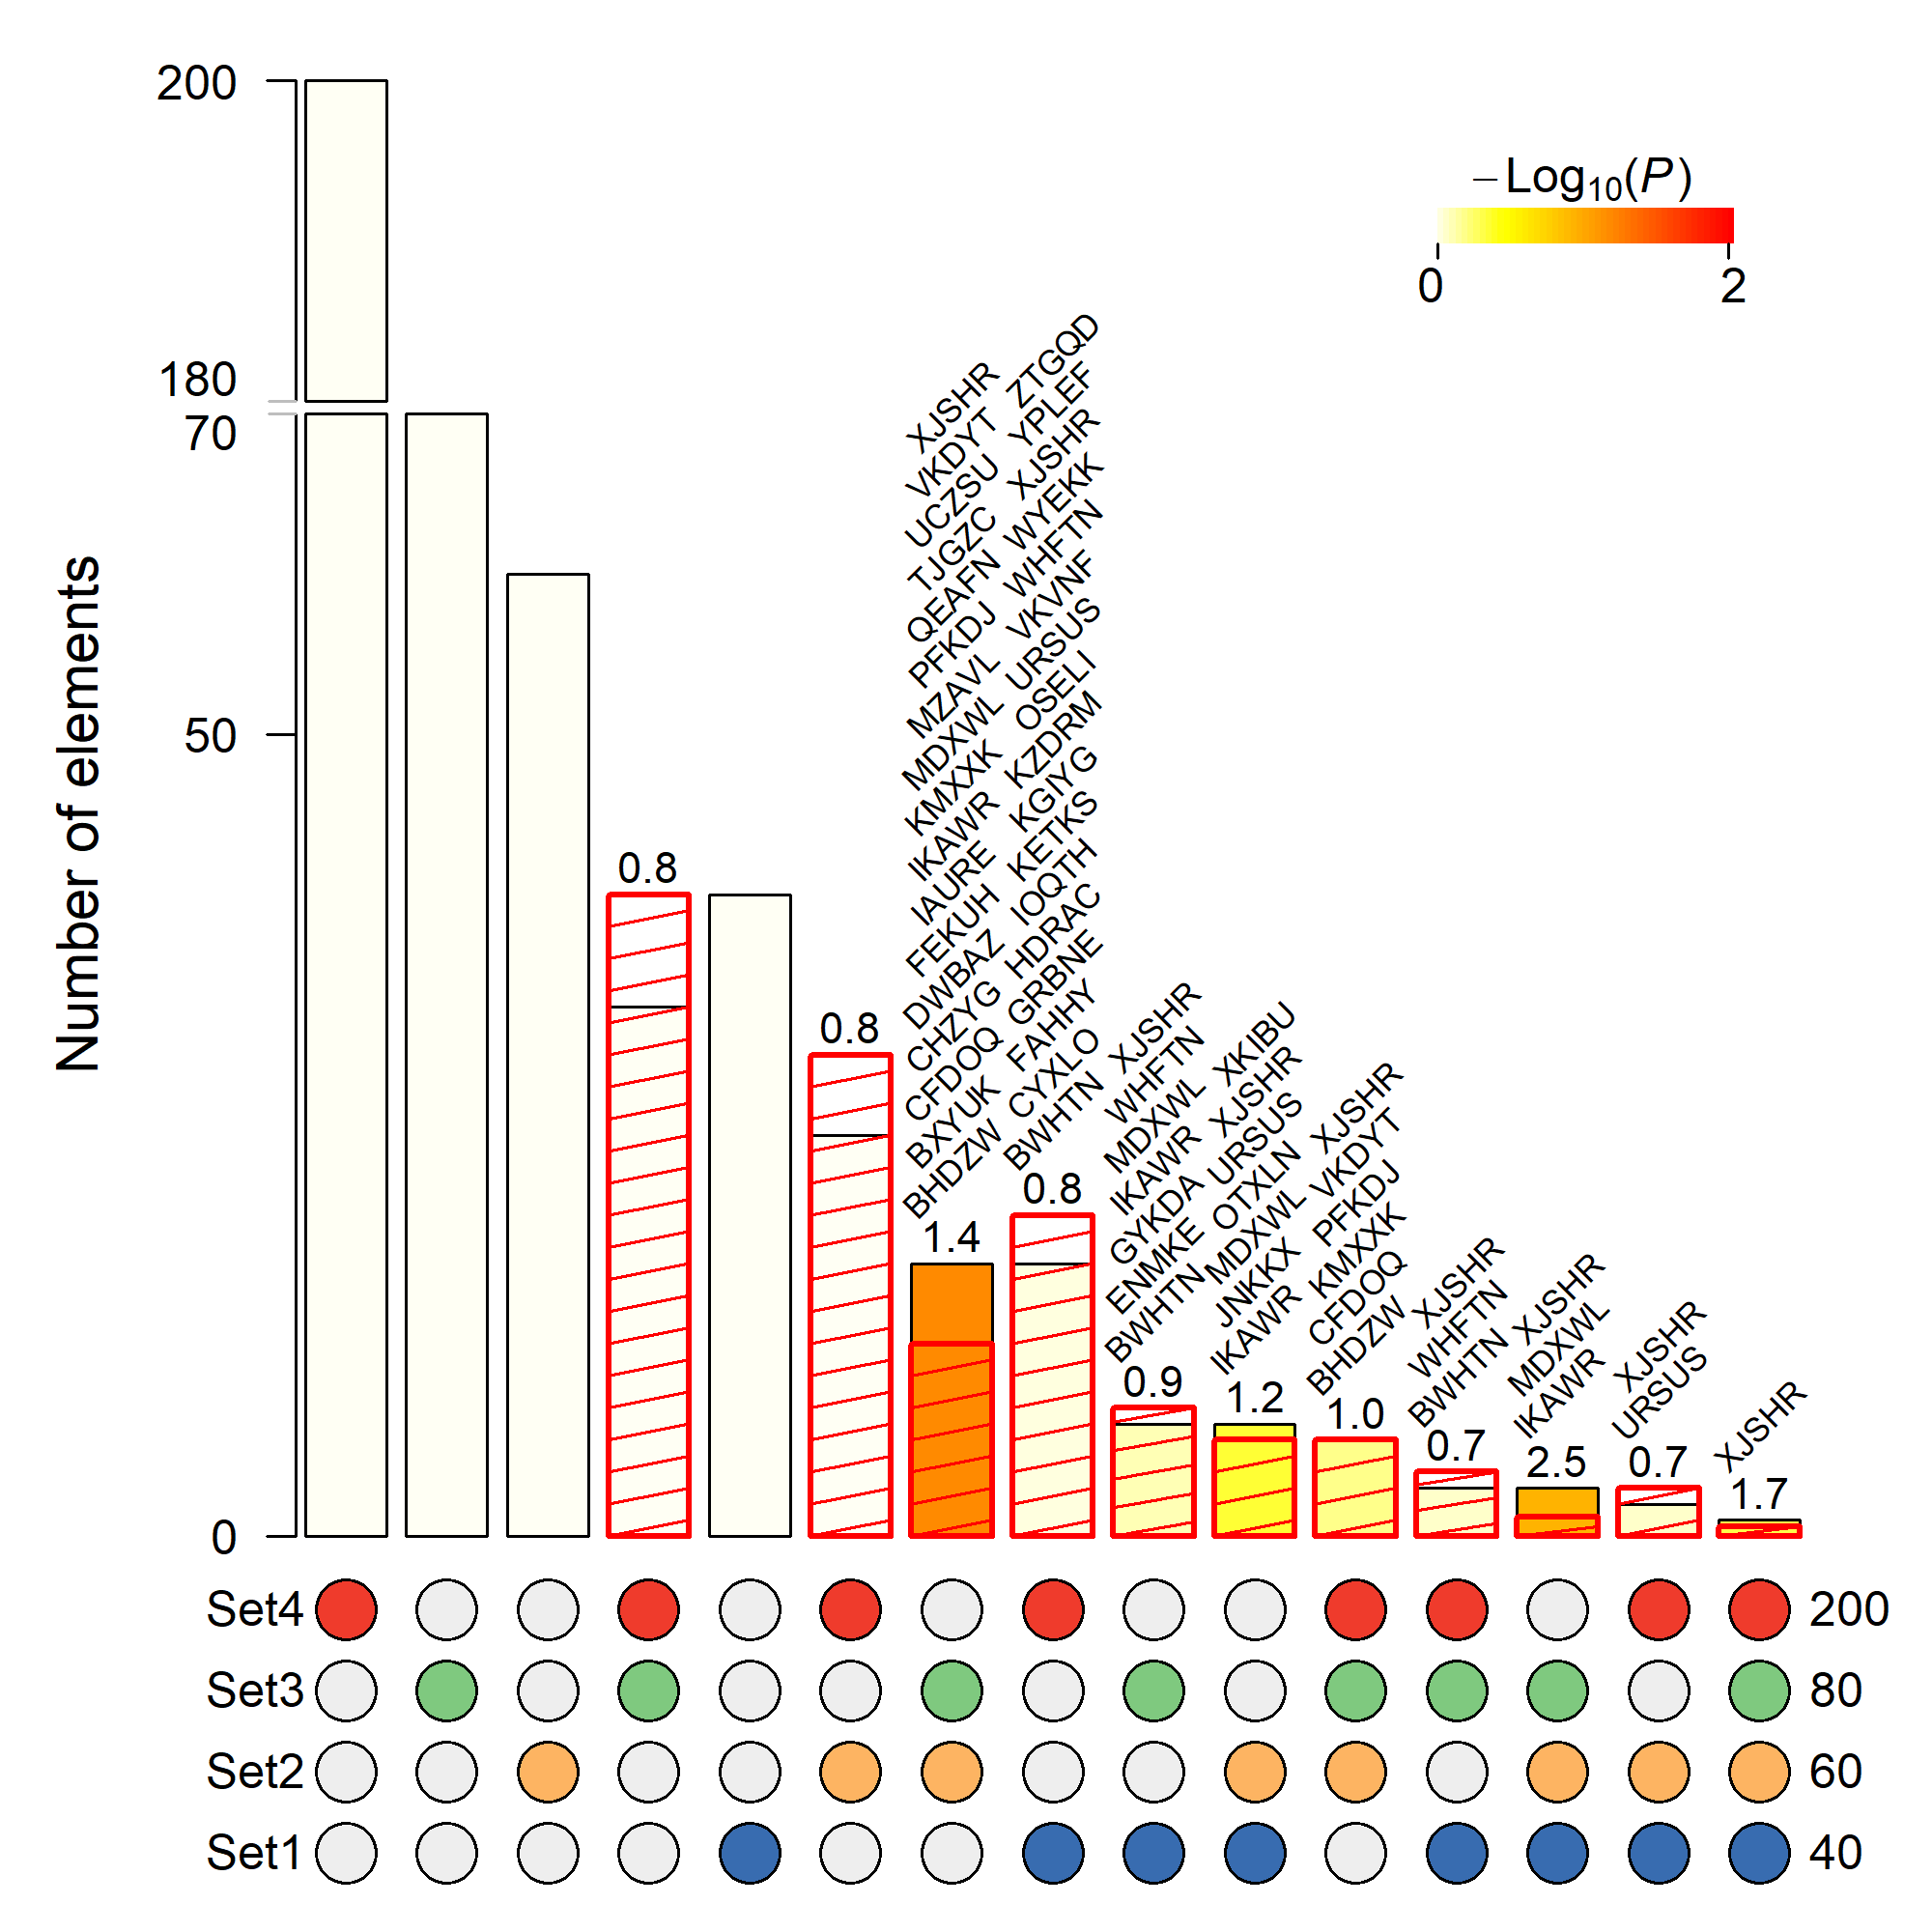 200
180
70
50
0
Number of elements
−Log10(P)
0 2
0.8
0.8
XJSHR
VKDYT
UCZSU
TJGZC
QEAFN
PFKDJ
MZAVL
MDXWL
KMXXK
IKAWR
IAURE
FEKUH
DWBAZ
CHZYG
CFDOQ
BXYUK
BHDZW
1.4
ZTGQD
YPLEF
XJSHR
WYEKK
WHFTN
VKVNF
URSUS
OSELI
KZDRM
KGIYG
KETKS
IOQTH
HDRAC
GRBNE
FAHHY
CYXLO
BWHTN
0.8
XJSHR
WHFTN
MDXWL
IKAWR
GYKDA
ENMKE
BWHTN
0.9
XKIBU
XJSHR
URSUS
OTXLN
MDXWL
JNKKX
IKAWR
1.2
XJSHR
VKDYT
PFKDJ
KMXXK
CFDOQ
BHDZW
1.0
XJSHR
WHFTN
BWHTN
0.7
XJSHR
MDXWL
IKAWR
2.5
XJSHR
URSUS
0.7
XJSHR
1.7
Set4 200
Set3 80
Set2 60
Set1 40